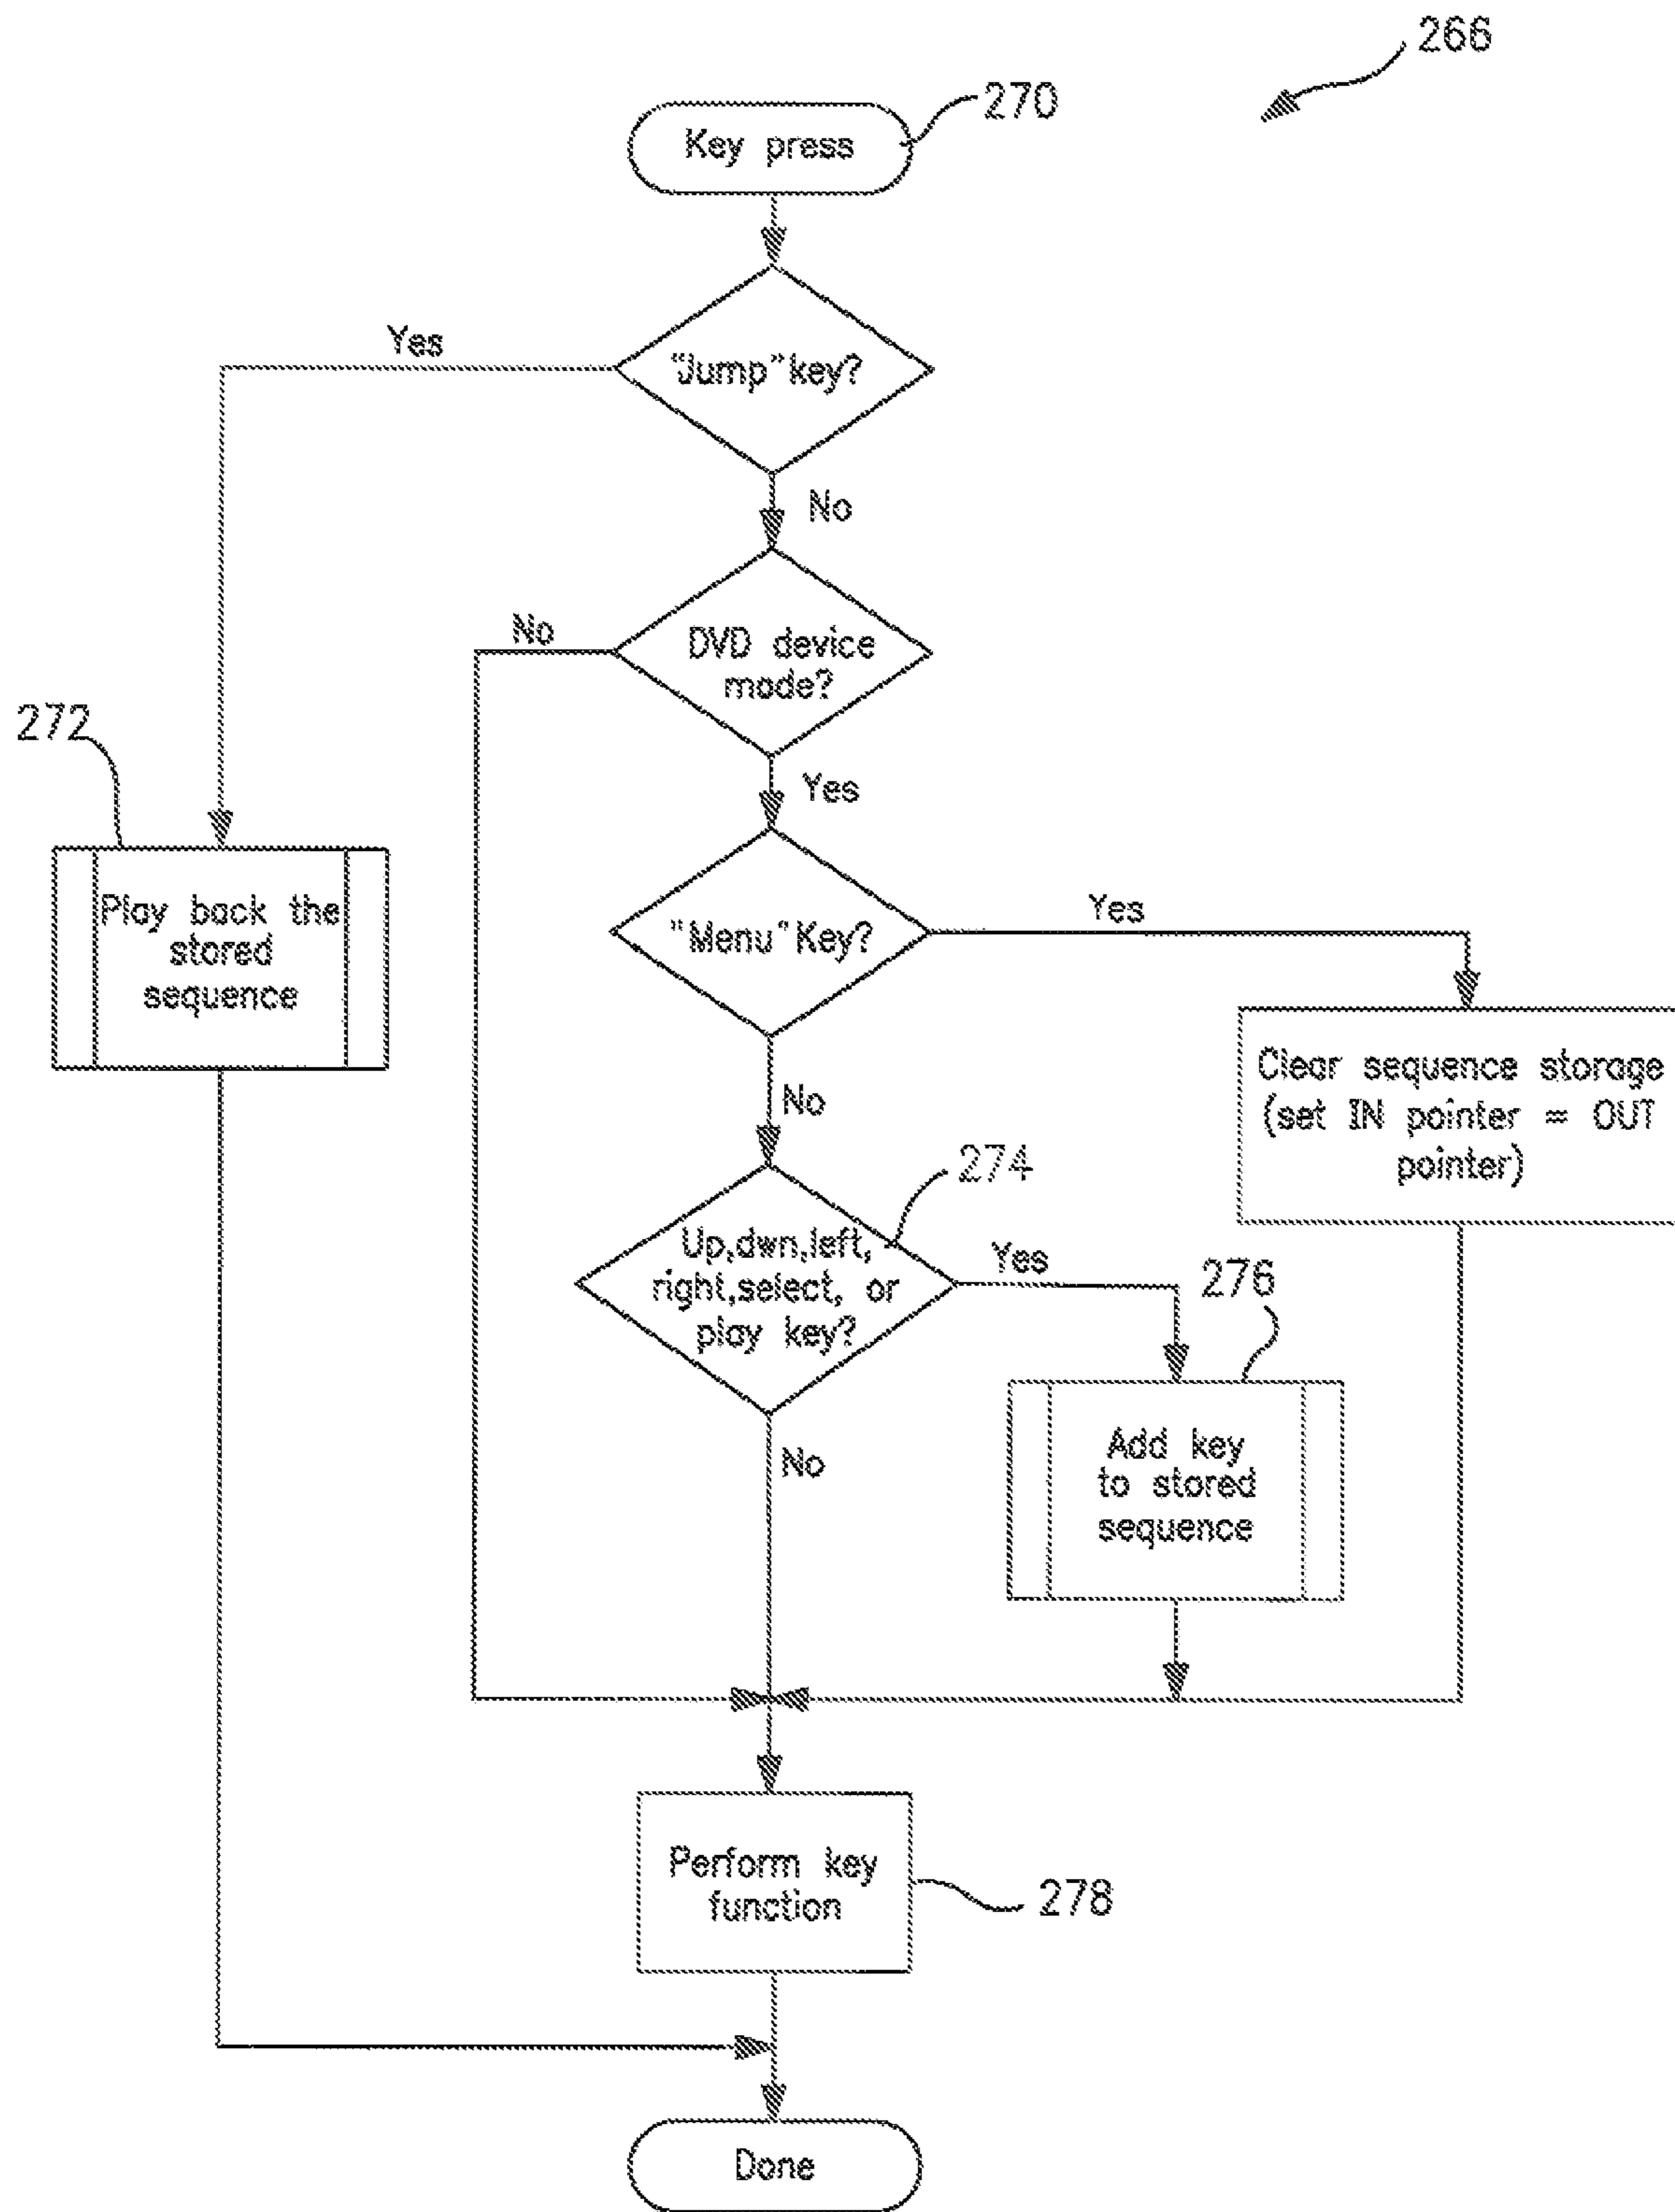 266
270
Key press
Yes
"Jump" key?
No
No
DVD device
mode?
272
Yes
Play back the
stored
sequence
"Menu" Key?
Yes
Clear sequence storage
(set IN pointer = OUT
pointer)
No
274
Up,dwn,left,
right,select, or
play key?
Yes
276
Add key
to stored
sequence
No
Perform key
function
278
Done